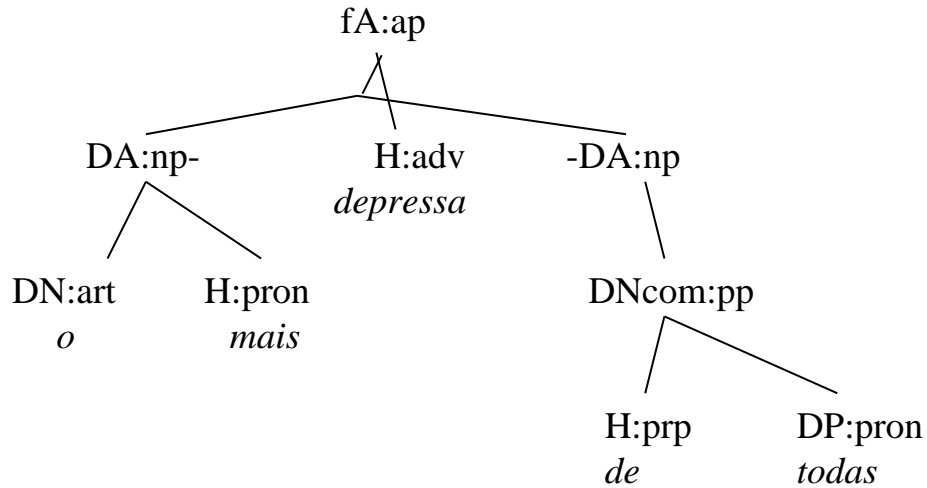 fA:ap
DA:np- H:adv -DA:np
depressa
DN:art H:pron DNcom:pp
o mais
H:prp DP:pron
de todas